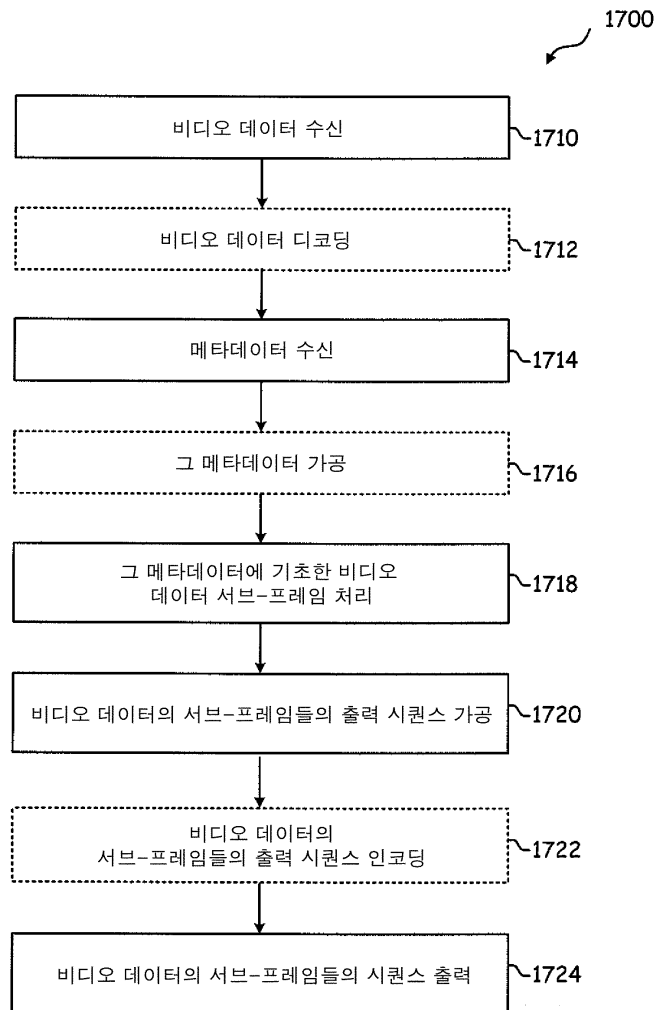 1700
비디오 데이터 수신
1710
비디오 데이터 디코딩
1712
메타데이터 수신
1714
그 메타데이터 가공
1716
그 메타데이터에 기초한 비디오
데이터 서브-프레임 처리
1718
비디오 데이터의 서브-프레임들의 출력 시퀀스 가공
1720
비디오 데이터의
서브-프레임들의 출력 시퀀스 인코딩
1722
비디오 데이터의 서브-프레임들의 시퀀스 출력
1724